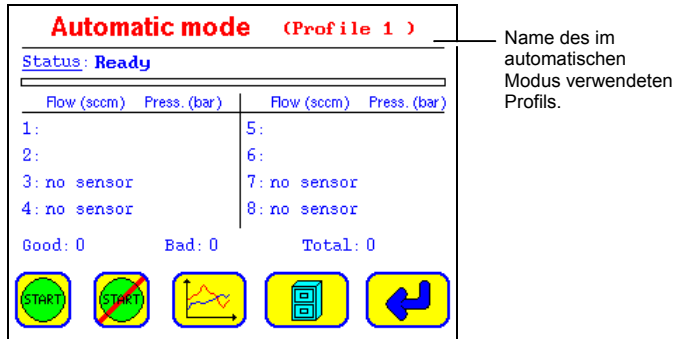 Automatic mode (Profile 1 )
Name des im
automatischen
Modus verwendeten
Profils.
Status: Ready
Flow (sccm) Press. (bar) Flow (sccm) Press. (bar)
1: 5:
2: 6:
3: no sensor 7: no sensor
4: no sensor 8: no sensor
Good: 0 Bad: 0 Total: 0
START START